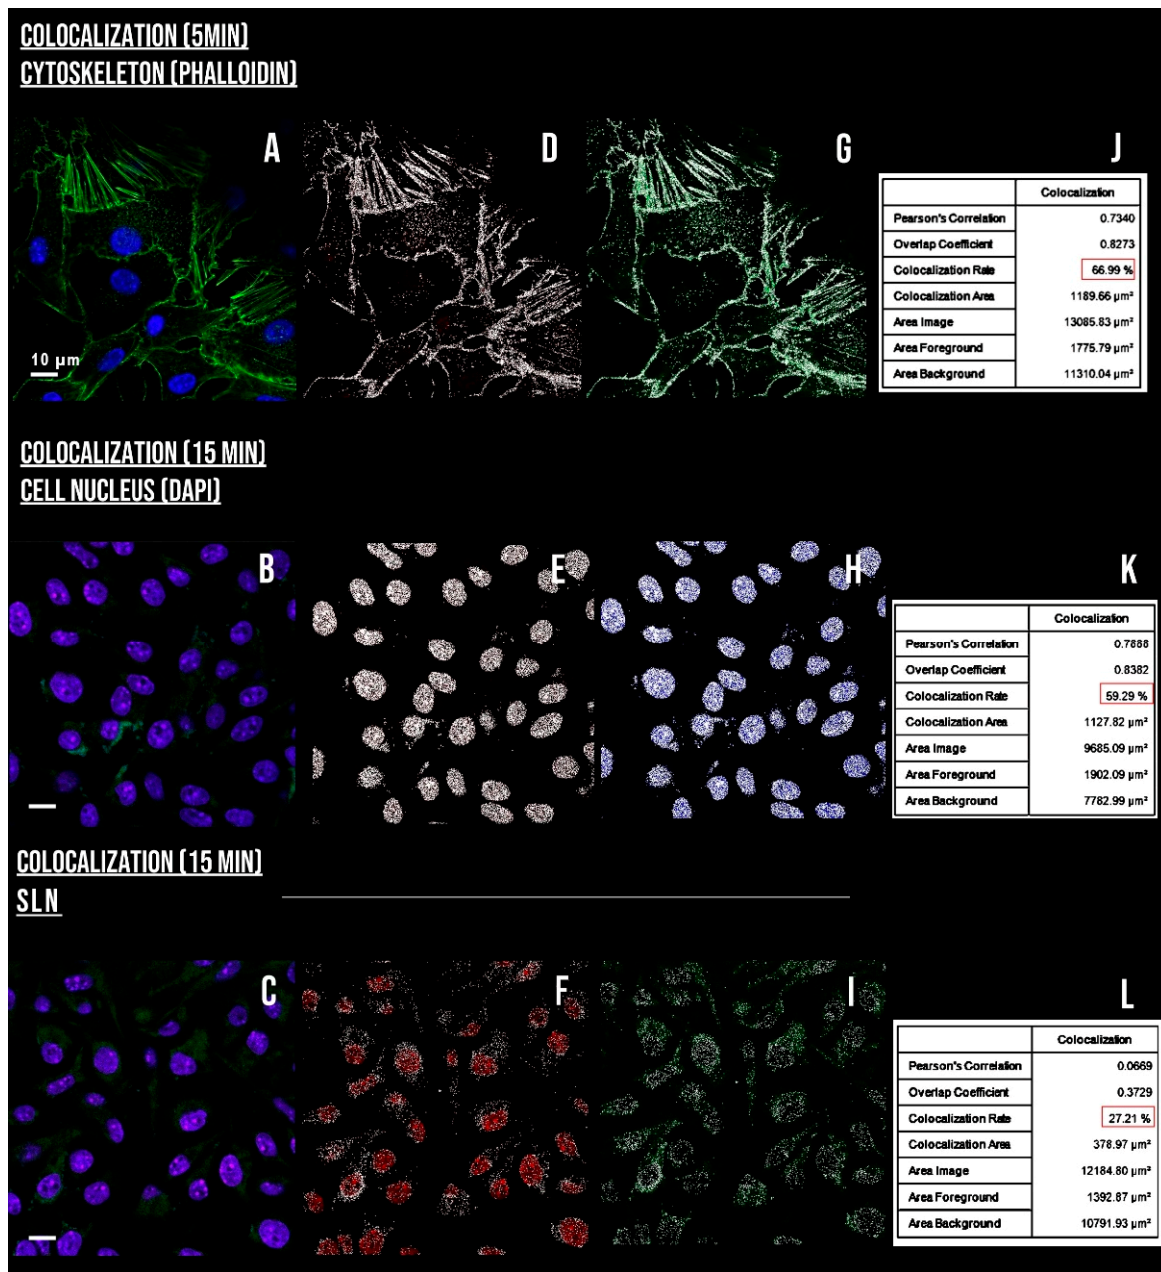 COLOCALIZATION (5MIN)
CYTOSKELETON (PHALLOIDIN)
A
D
G
J
10 μm
Colocalization
Pearson's Correlation 0.7340
Overlap Coefficient 0.8273
Colocalization Rate 66.99 %
Colocalization Area 1189.66 μm²
Area Image 13085.83 μm²
Area Foreground 1775.79 μm²
Area Background 11310.04 μm²
COLOCALIZATION (15 MIN)
CELL NUCLEUS (DAPI)
B
E
H
K
Colocalization
Pearson's Correlation 0.7888
Overlap Coefficient 0.8382
Colocalization Rate 59.29 %
Colocalization Area 1127.82 μm²
Area Image 9685.09 μm²
Area Foreground 1902.09 μm²
Area Background 7782.99 μm²
COLOCALIZATION (15 MIN)
SLN
C
F
I
L
Colocalization
Pearson's Correlation 0.0669
Overlap Coefficient 0.3729
Colocalization Rate 27.21 %
Colocalization Area 378.97 μm²
Area Image 12184.80 μm²
Area Foreground 1392.87 μm²
Area Background 10791.93 μm²